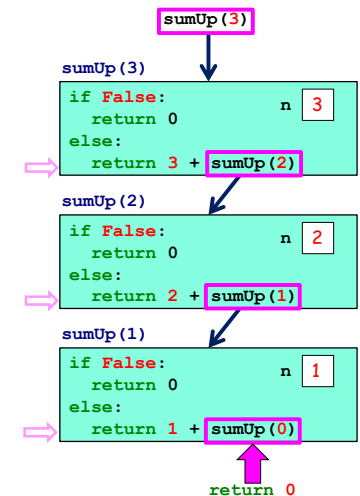 sumUp(3)
sumUp(3)
if False:
n 3
return 0
else:
return 3 + sumUp(2)
sumUp(2)
if False:
n 2
return 0
else:
return 2 + sumUp(1)
sumUp(1)
if False:
n 1
return 0
else:
return 1 + sumUp(0)
return 0